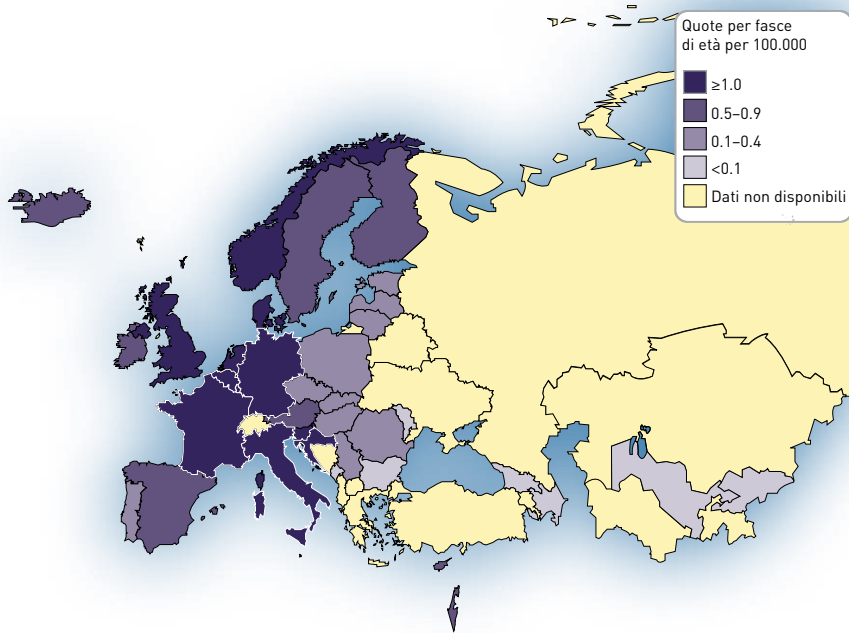 Quote per fasce
di età per 100.000
≥1.0
0.5–0.9
0.1–0.4
<0.1
Dati non disponibili